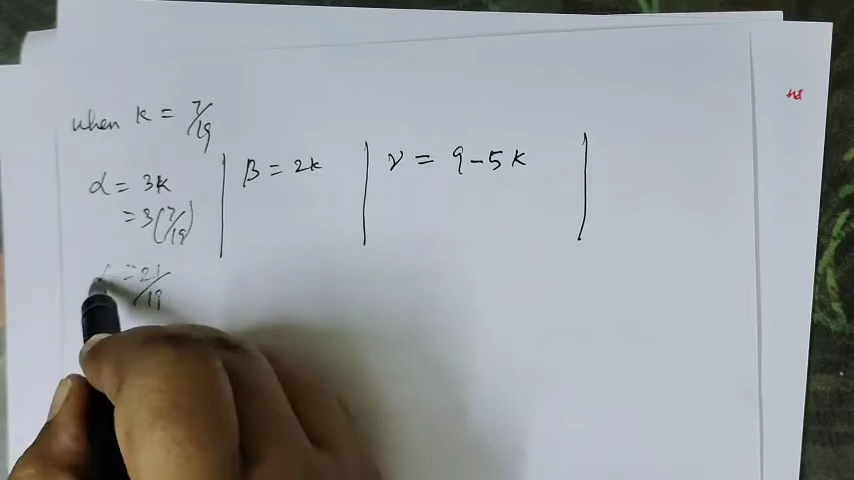 when k = 7/19
α = 3k
= 3(7/19)
= 21/19
β = 2k
γ = 9 - 5k